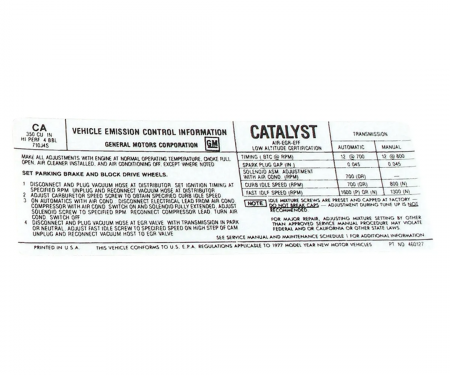 CA
350 CU. IN
HI PERF 4 BBL
710J4S
VEHICLE EMISSION CONTROL INFORMATION
GENERAL MOTORS CORPORATION GM
CATALYST
AIR-EGR-EFF
LOW ALTITUDE CERTIFICATION
TRANSMISSION
AUTOMATIC MANUAL
MAKE ALL ADJUSTMENTS WITH ENGINE AT NORMAL OPERATING TEMPERATURE, CHOKE FULL
OPEN, AIR CLEANER INSTALLED, AND AIR CONDITIONING OFF, EXCEPT WHERE NOTED
SET PARKING BRAKE AND BLOCK DRIVE WHEELS.
1 DISCONNECT AND PLUG VACUUM HOSE AT DISTRIBUTOR. SET IGNITION TIMING AT
SPECIFIED RPM. UNPLUG AND RECONNECT VACUUM HOSE AT DISTRIBUTOR
2 ADJUST CARBURETOR SPEED SCREW TO OBTAIN SPECIFIED CURB IDLE SPEED.
3 ON AUTOMATICS WITH AIR COND. DISCONNECT ELECTRICAL LEAD FROM AIR COND.
COMPRESSOR WITH AIR COND. SWITCH ON AND SOLENOID FULLY EXTENDED. ADJUST
SOLENOID SCREW TO SPECIFIED RPM. RECONNECT COMPRESSOR LEAD. TURN AIR
COND. SWITCH OFF
4 DISCONNECT AND PLUG VACUUM HOSE AT EGR VALVE. WITH TRANSMISSION IN PARK
OR NEUTRAL, ADJUST FAST IDLE SCREW TO SPECIFIED SPEED ON HIGH STEP OF CAM
UNPLUG AND RECONNECT VACUUM HOSE TO EGR VALVE
TIMING ( BTC @ RPM) 12 @ 700 12 @ 800
SPARK PLUG GAP (IN.) 0.045 0.045
SOLENOID ASM. ADJUSTMENT
WITH AIR COND. (RPM) 700 (DR) —
CURB IDLE SPEED (RPM) 700 (DR) 800 (N)
FAST IDLE SPEED (RPM) 1600 (P) OR (N) 1300 (N)
NOTE IDLE MIXTURE SCREWS ARE PRESET AND CAPPED AT FACTORY —
DO NOT BREAK CAPS — ADJUSTMENT DURING TUNE UP IS NOT
RECOMMENDED.
FOR MAJOR REPAIR, ADJUSTING MIXTURE SETTING BY OTHER
THAN APPROVED SERVICE MANUAL PROCEDURE MAY VIOLATE
FEDERAL AND OR CALIFORNIA OR OTHER STATE LAWS.
SEE SERVICE MANUAL AND MAINTENANCE SCHEDULE FOR ADDITIONAL INFORMATION
PRINTED IN U.S.A. THIS VEHICLE CONFORMS TO U.S. E.P.A. REGULATIONS APPLICABLE TO 1977 MODEL YEAR NEW MOTOR VEHICLES PT NO.